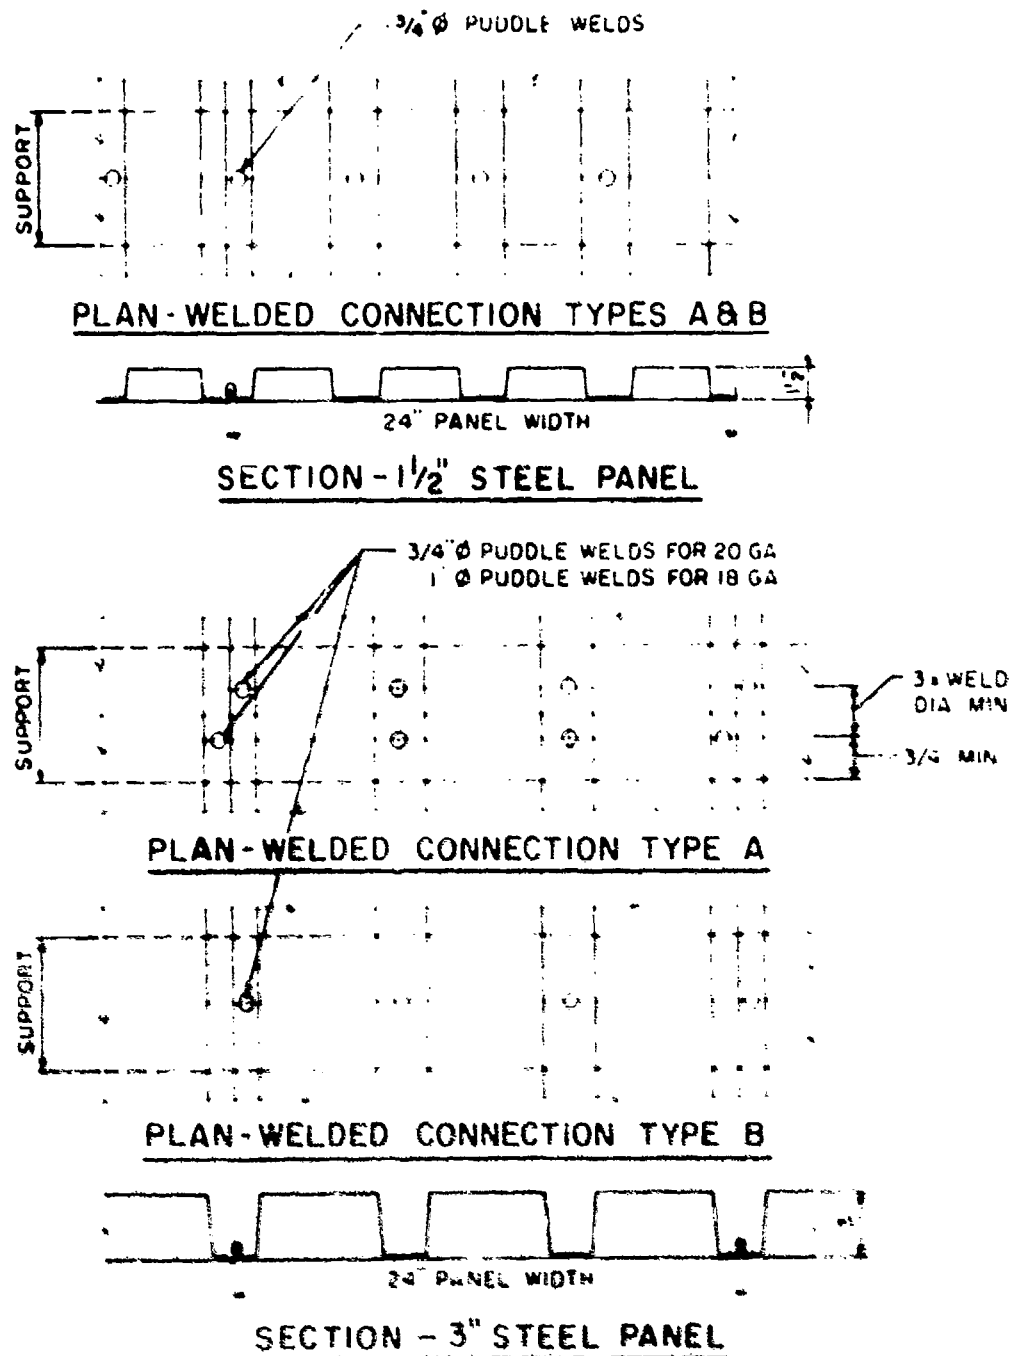 3/4" Ø PUDDLE WELDS
SUPPORT
PLAN-WELDED CONNECTION TYPES A & B
1 1/2"
24" PANEL WIDTH
SECTION - 1 1/2" STEEL PANEL
3/4" Ø PUDDLE WELDS FOR 20 GA
1" Ø PUDDLE WELDS FOR 18 GA
SUPPORT
3 x WELD
DIA MIN
3/4 MIN
PLAN-WELDED CONNECTION TYPE A
SUPPORT
PLAN-WELDED CONNECTION TYPE B
24" PANEL WIDTH
SECTION - 3" STEEL PANEL